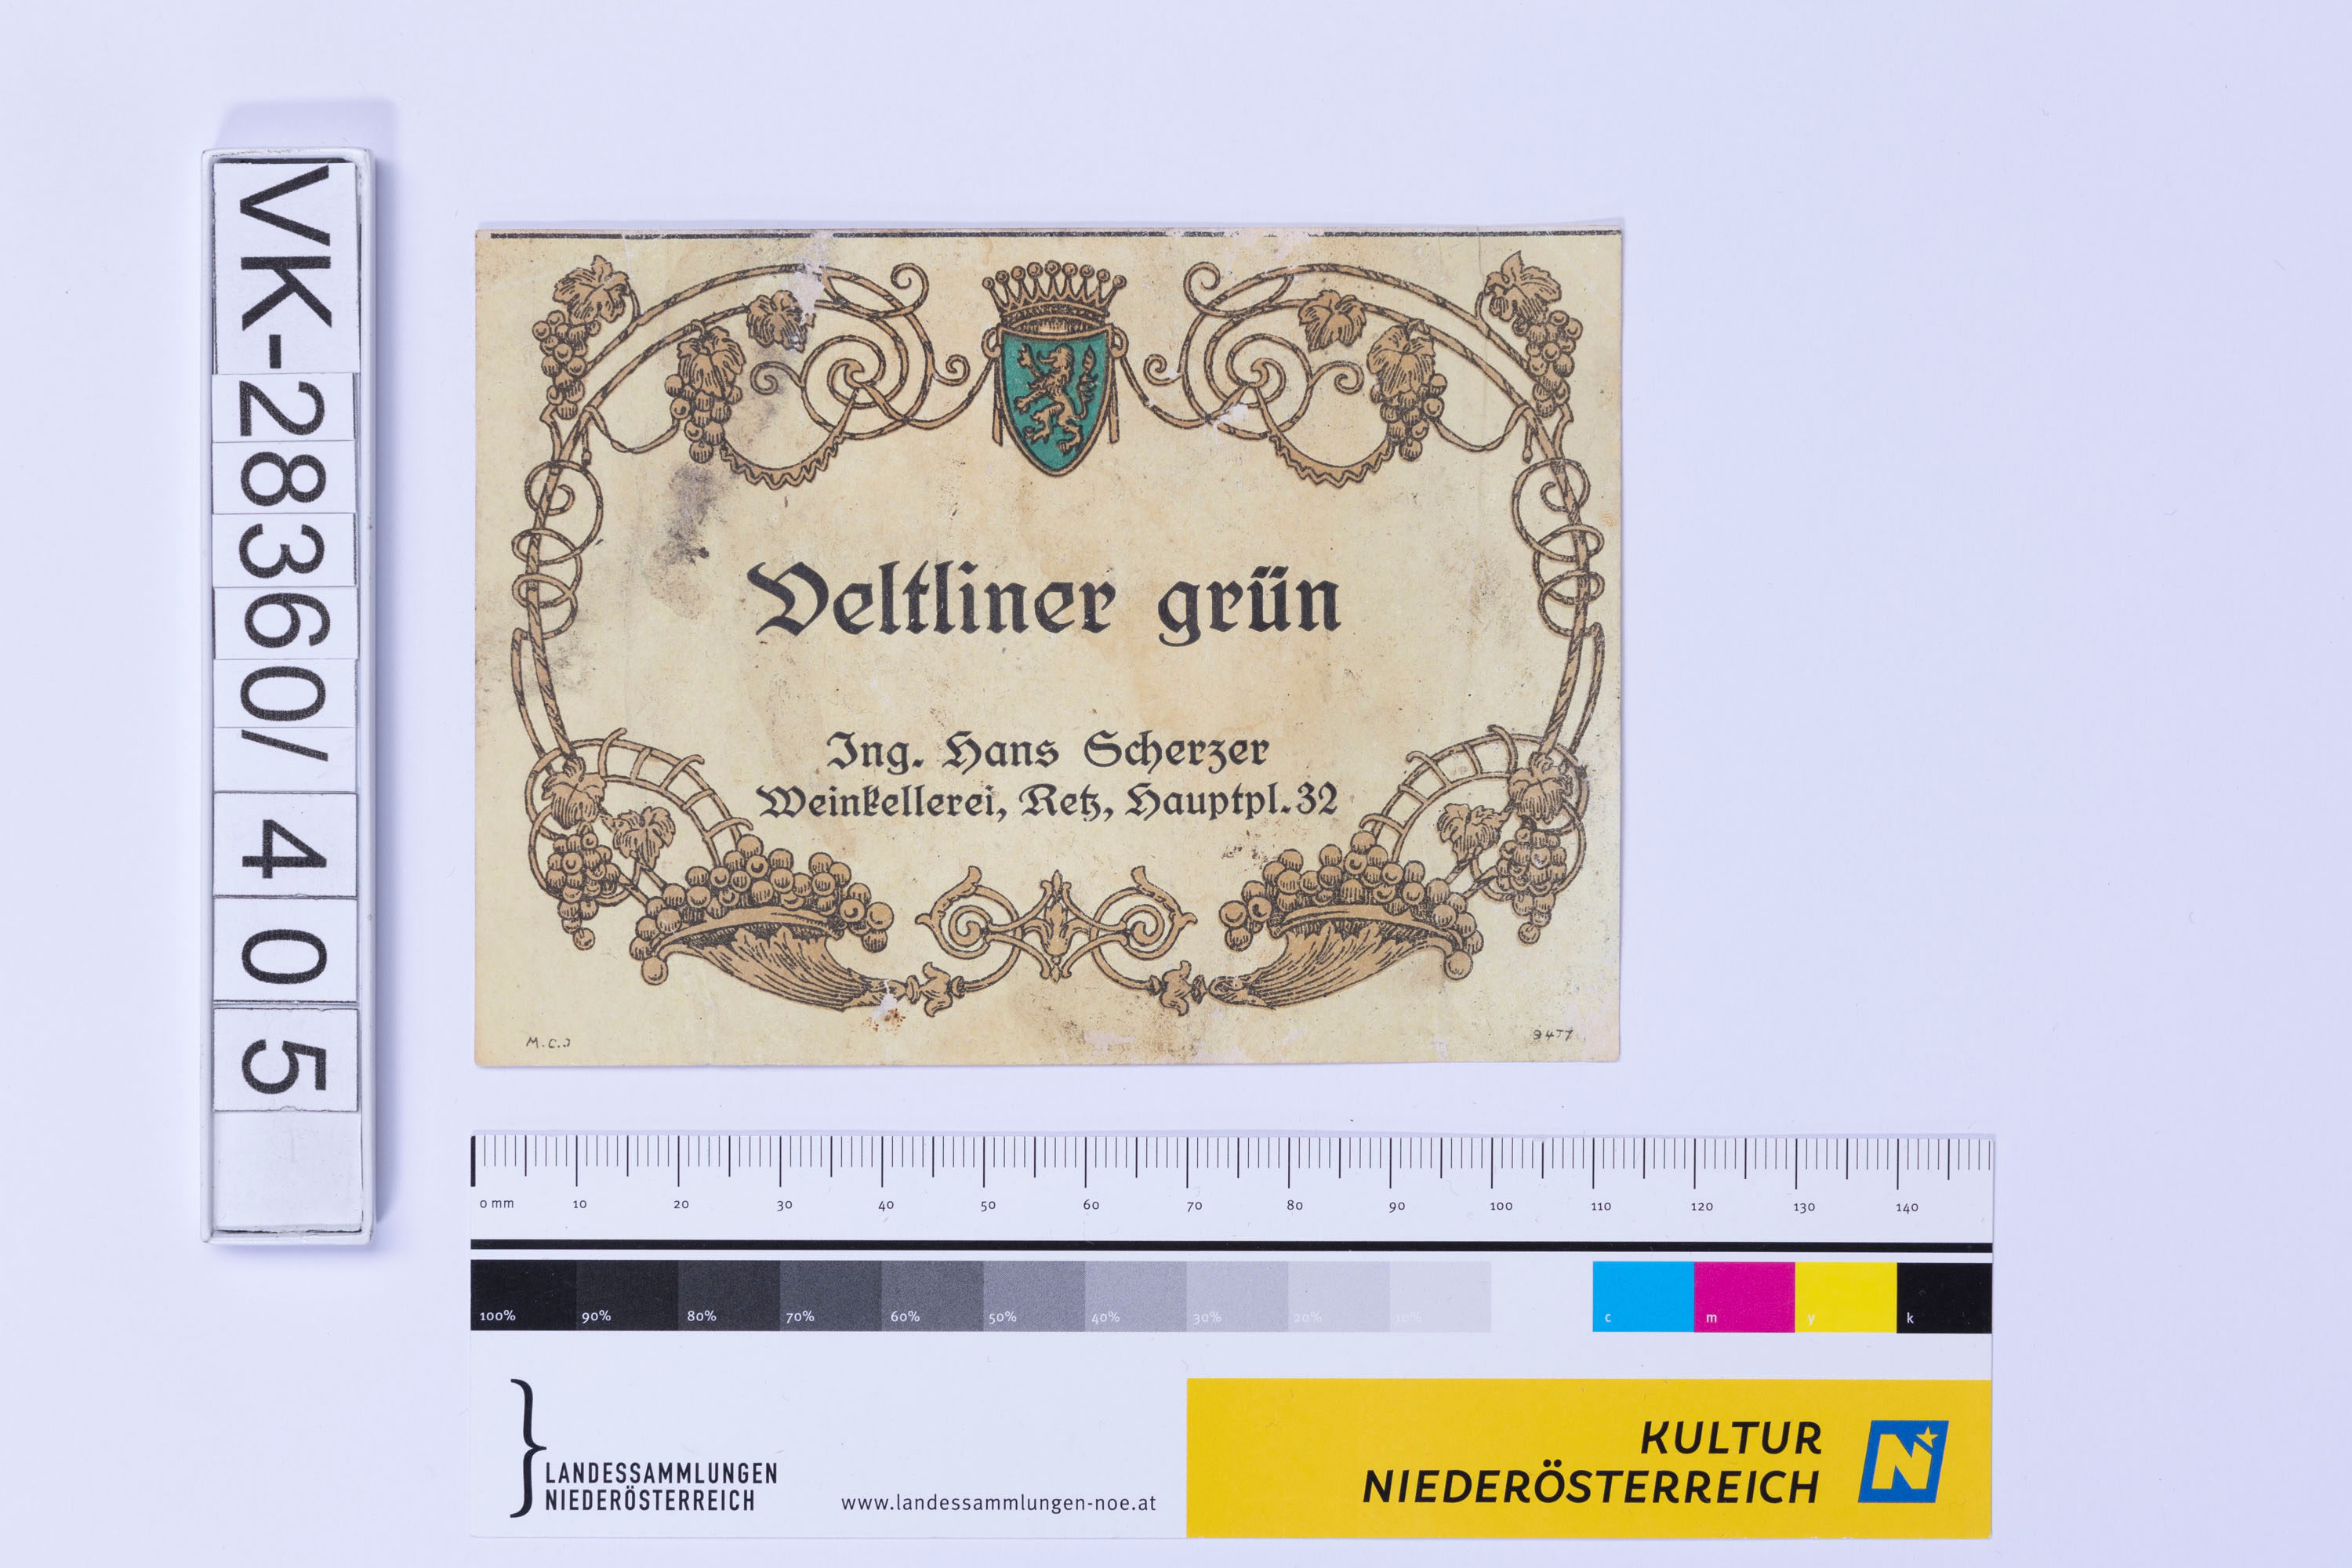 VK-28360/405
Veltliner grün
Ing. Hans Scherzer
Weinkellerei, Retz, Hauptpl. 32
9477
0 mm 10 20 30 40 50 60 70 80 90 100 110 120 130 140
100% 90% 80% 70% 60% 50% 40% 30% 20% 10% c m y k
LANDESSAMMLUNGEN
NIEDERÖSTERREICH
www.landessammlungen-noe.at
KULTUR
NIEDERÖSTERREICH
N